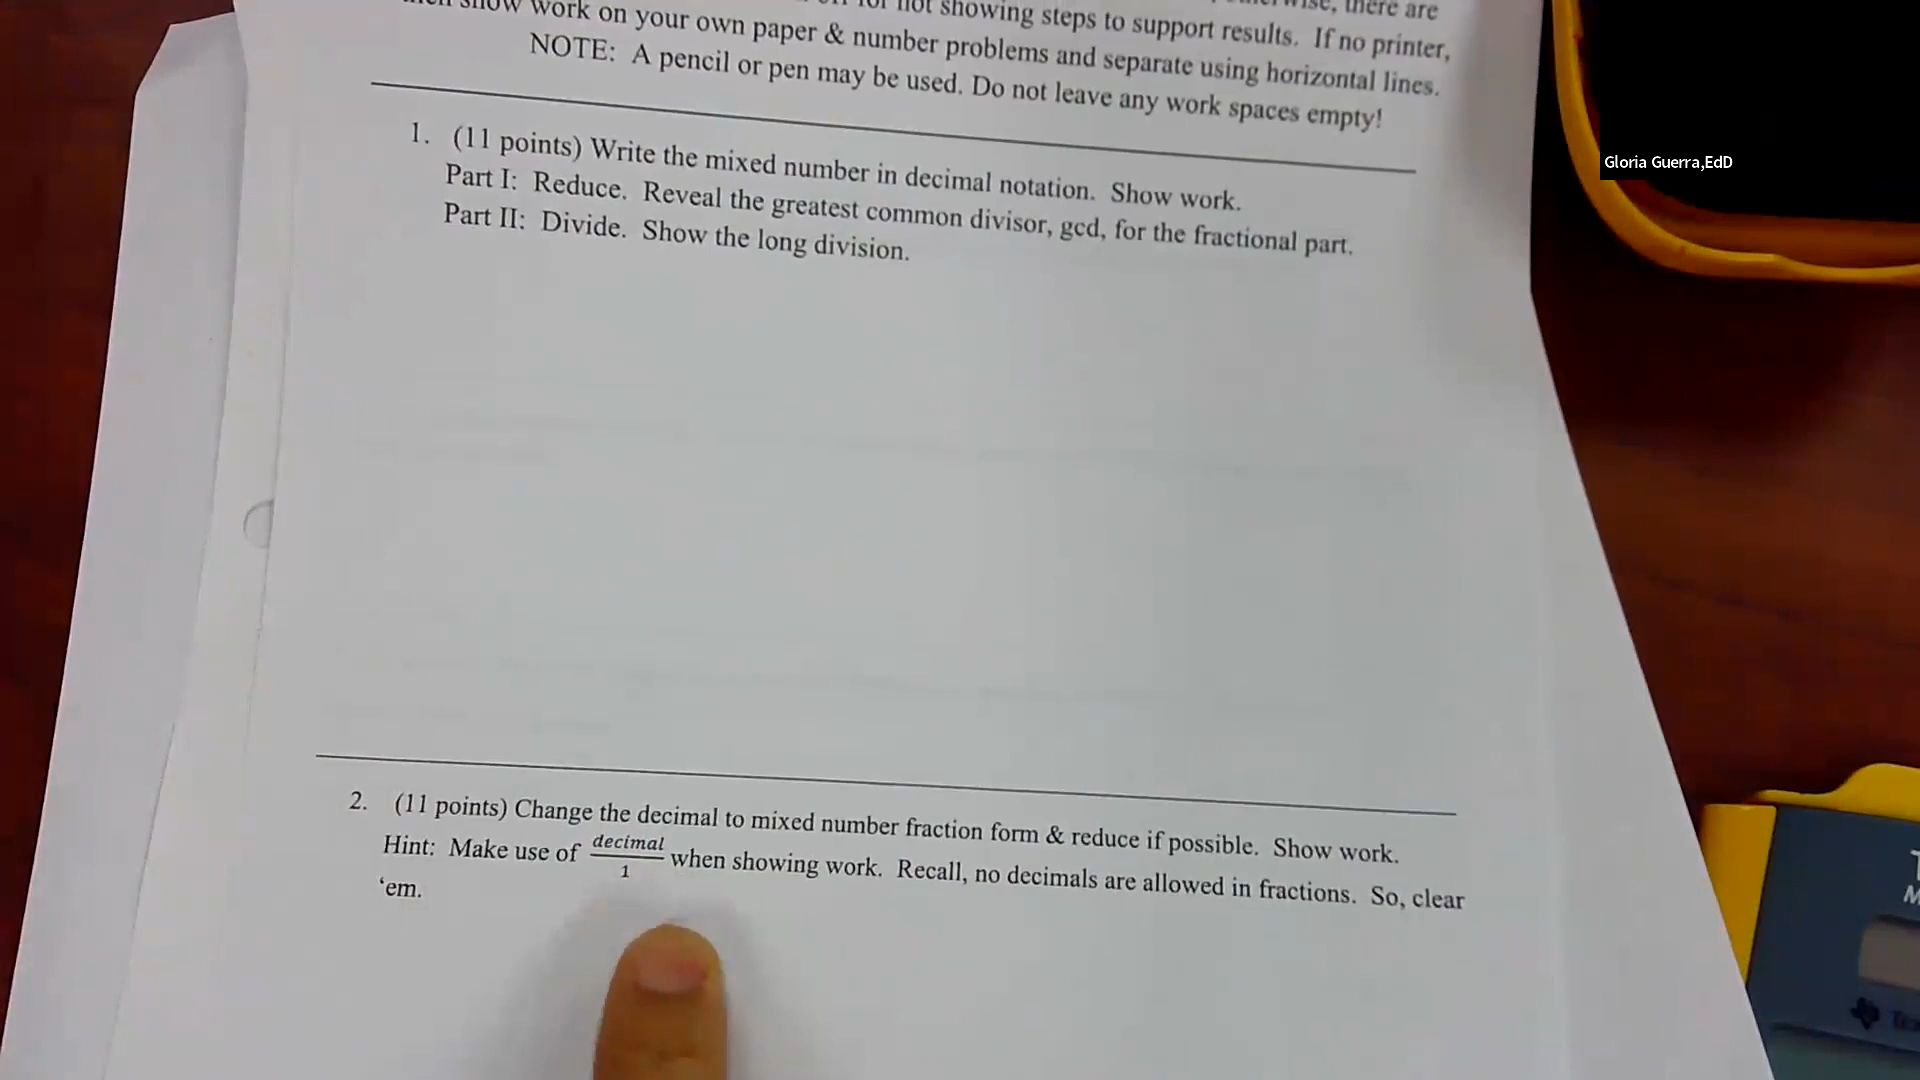 show work on your own paper & number problems and separate using horizontal lines.
not showing steps to support results. If no printer,
there are
NOTE: A pencil or pen may be used. Do not leave any work spaces empty!
1. (11 points) Write the mixed number in decimal notation. Show work.
Part I: Reduce. Reveal the greatest common divisor, gcd, for the fractional part.
Part II: Divide. Show the long division.
Gloria Guerra,EdD
2. (11 points) Change the decimal to mixed number fraction form & reduce if possible. Show work.
Hint: Make use of decimal/1 when showing work. Recall, no decimals are allowed in fractions. So, clear
‘em.